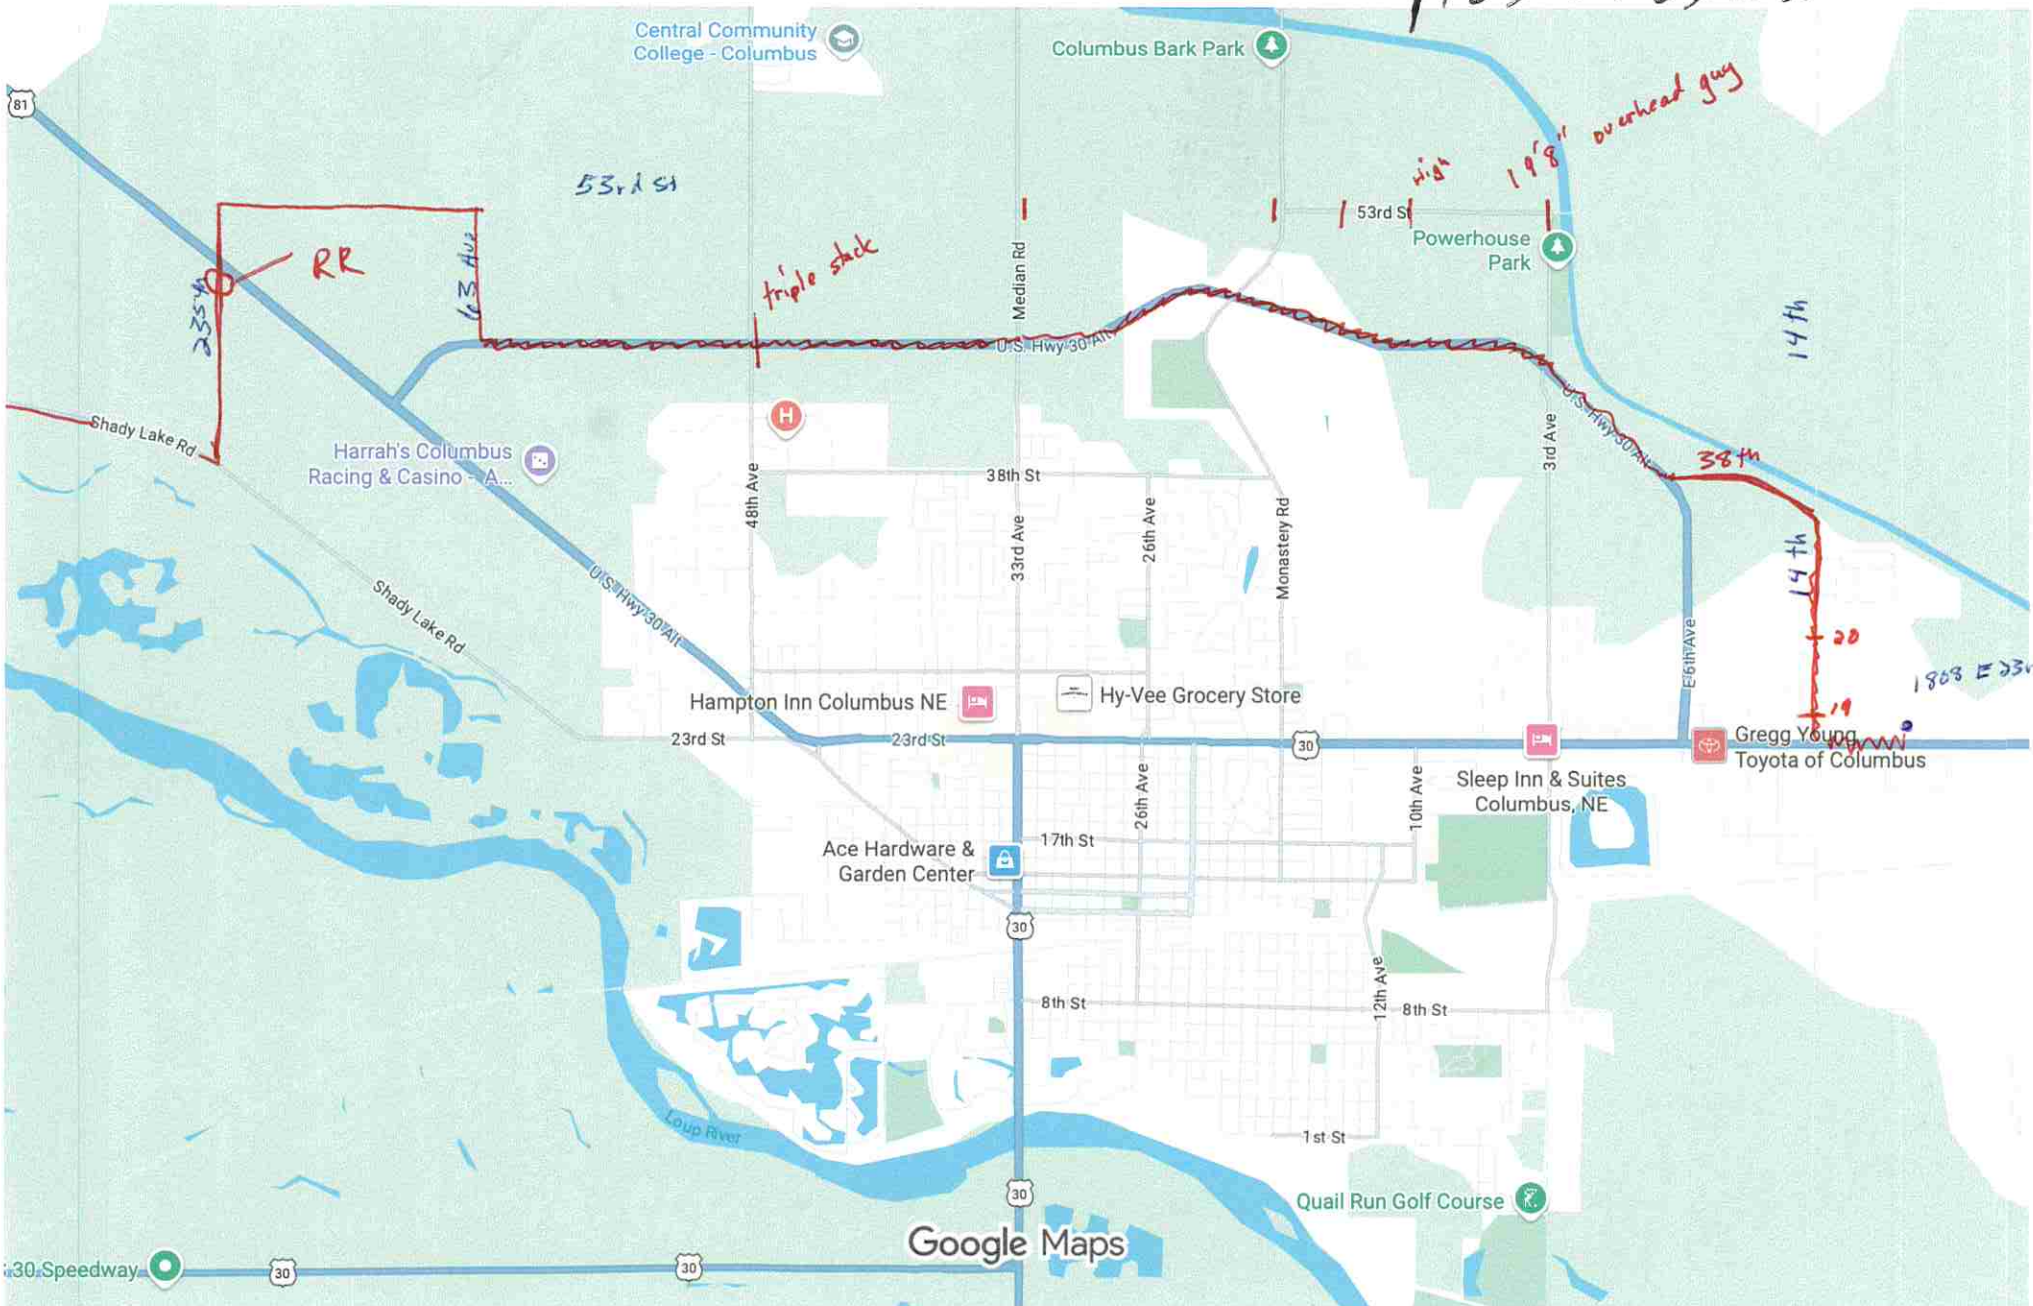 Central Community
College - Columbus
Columbus Bark Park
81
overhead guy
19'8"
53rd St
53rd St
RR
235th
63 Ave
triple stack
Median Rd
Powerhouse
Park
14th
U.S. Hwy 30 Alt
Shady Lake Rd
Harrah's Columbus
Racing & Casino - A...
H
38th St
48th Ave
33rd Ave
26th Ave
Monastery Rd
3rd Ave
U.S. Hwy 30 Alt
38th
14th
20
19
1808 E 23r
Shady Lake Rd
U.S. Hwy 30 Alt
E 6th Ave
Hampton Inn Columbus NE
Hy-Vee Grocery Store
23rd St
23rd St
30
Gregg Young
Toyota of Columbus
Sleep Inn & Suites
Columbus, NE
26th Ave
10th Ave
Ace Hardware &
Garden Center
17th St
30
12th Ave
8th St
8th St
Loup River
1st St
30
Quail Run Golf Course
Google Maps
30 Speedway
30
30